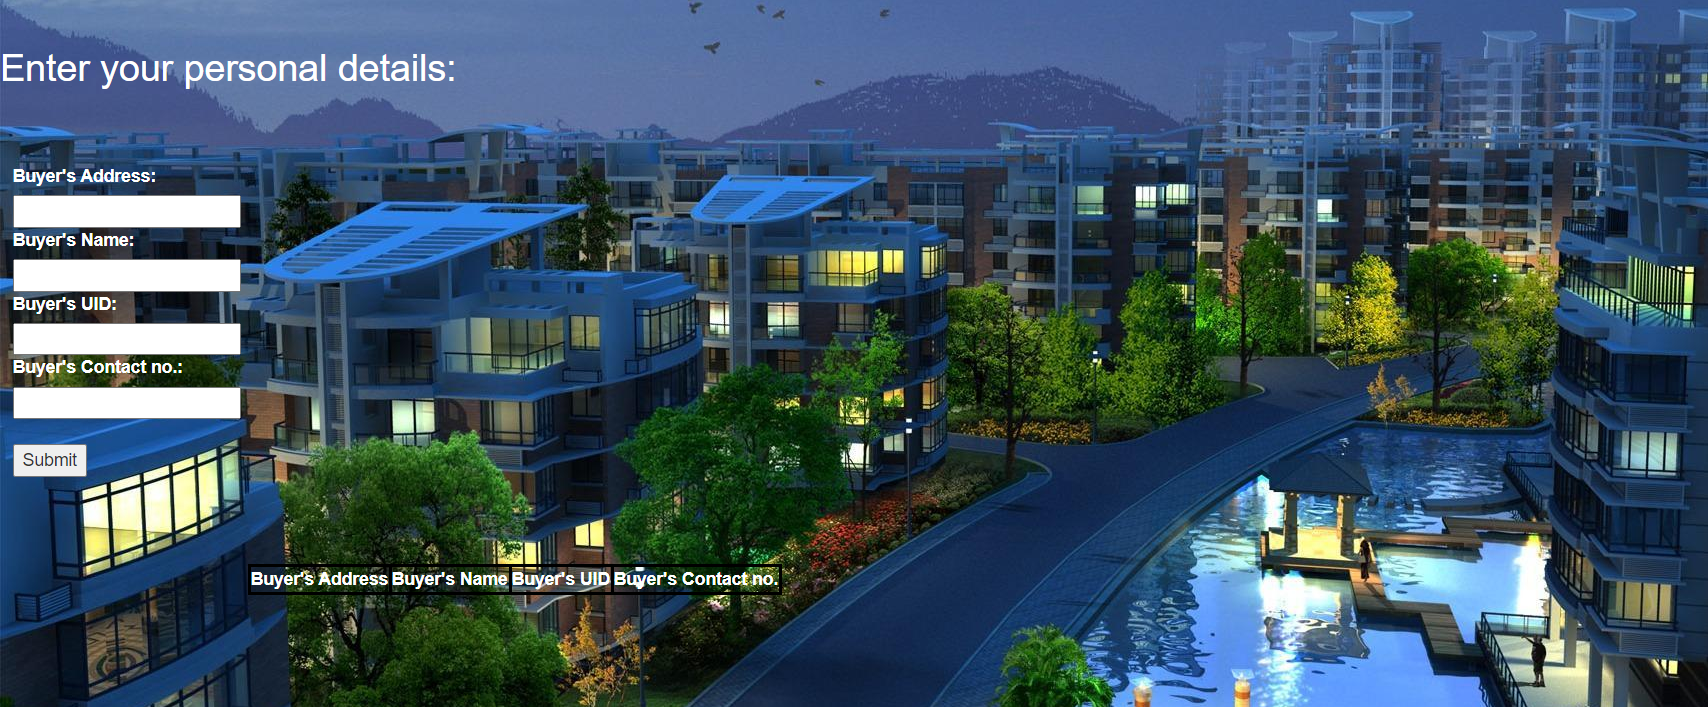 Enter your personal details:
Buyer's Address:
Buyer's Name:
Buyer's UID:
Buyer's Contact no.:
Submit
Buyer's Address Buyer's Name Buyer's UID Buyer's Contact no.